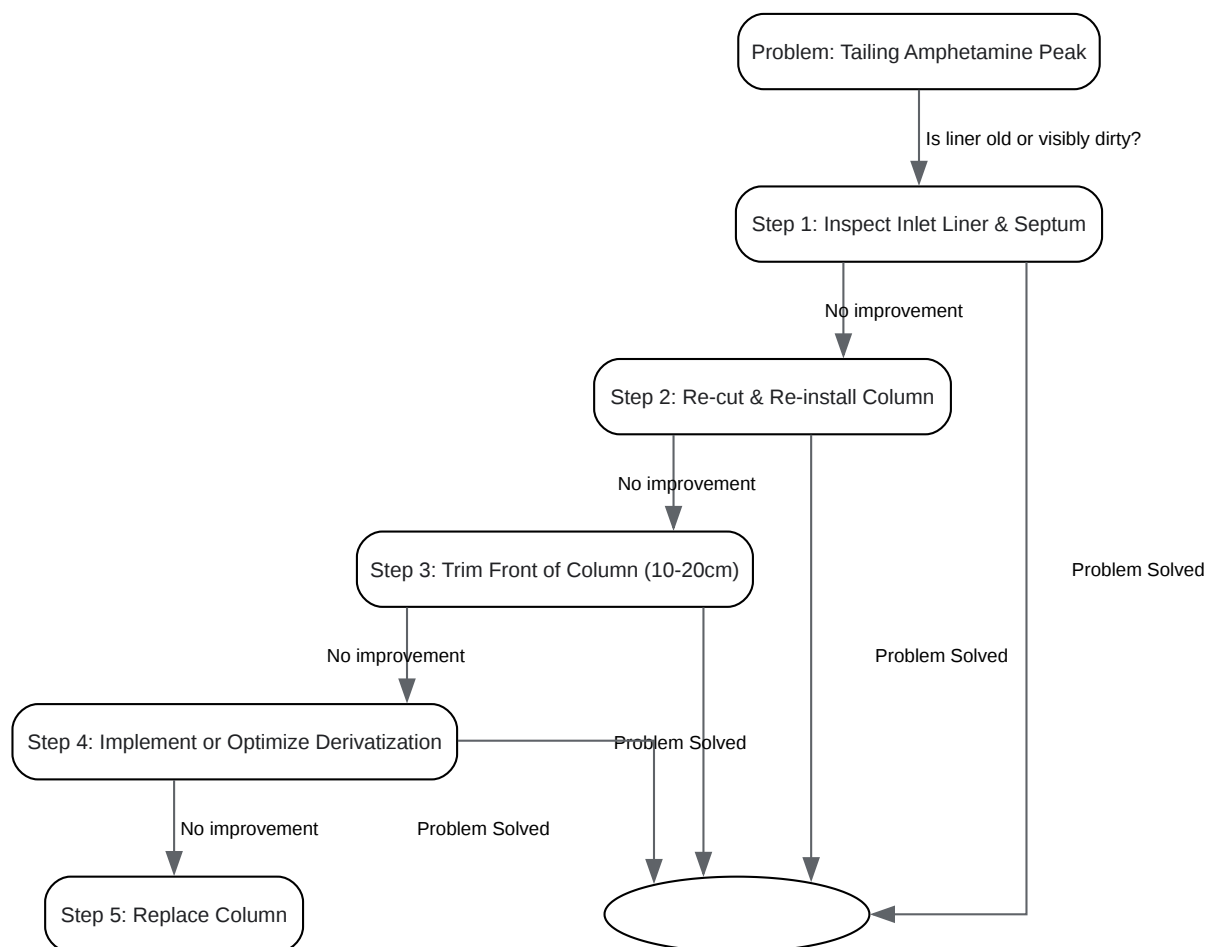 Problem: Tailing Amphetamine Peak
Is liner old or visibly dirty?
Step 1: Inspect Inlet Liner & Septum
No improvement
Step 2: Re-cut & Re-install Column
No improvement
Step 3: Trim Front of Column (10-20cm)
Problem Solved
No improvement
Problem Solved
Step 4: Implement or Optimize Derivatization
Problem Solved
No improvement
Problem Solved
Step 5: Replace Column